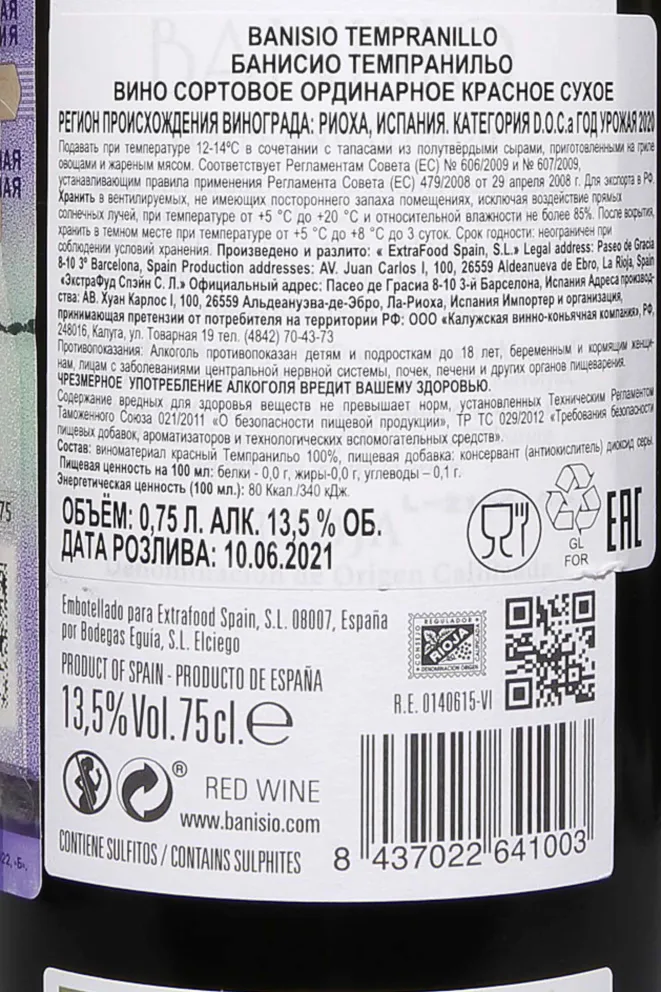 BANISIO TEMPRANILLO
БАНИСИО ТЕМПРАНИЛЬО
ВИНО СОРТОВОЕ ОРДИНАРНОЕ КРАСНОЕ СУХОЕ
РЕГИОН ПРОИСХОЖДЕНИЯ ВИНОГРАДА: РИОХА, ИСПАНИЯ. КАТЕГОРИЯ D.O.C.a ГОД УРОЖАЯ 2020
Подавать при температуре 12-14ºС в сочетании с тапасами из полутвёрдыми сырами, приготовленными на гриле
овощами и жареным мясом. Соответствует Регламентам Совета (ЕС) № 606/2009 и № 607/2009,
устанавливающим правила применения Регламента Совета (ЕС) 479/2008 от 29 апреля 2008 г. Для экспорта в РФ.
Хранить в вентилируемых, не имеющих постороннего запаха помещениях, исключая воздействие прямых
солнечных лучей, при температуре от +5 °С до +20 °С и относительной влажности не более 85%. После вскрытия,
хранить в темном месте при температуре от +5 °С до +8 °С до 3 суток. Срок годности: неограничен при
соблюдении условий хранения. Произведено и разлито: « ExtraFood Spain, S.L.» Legal address: Paseo de Gracia
8-10 3º Barcelona, Spain Production addresses: AV. Juan Carlos I, 100, 26559 Aldeanueva de Ebro, La Rioja, Spain
«ЭкстраФуд Спэйн С. Л.» Официальный адрес: Пасео де Грасиа 8-10 3-й Барселона, Испания Адреса производ-
ства: АВ. Хуан Карлос I, 100, 26559 Альдеануэва-де-Эбро, Ла-Риоха, Испания Импортер и организация,
принимающая претензии от потребителя на территории РФ: ООО «Калужская винно-коньячная компания», РФ,
248016, Калуга, ул. Товарная 19 тел. (4842) 70-43-73
Противопоказания: Алкоголь противопоказан детям и подросткам до 18 лет, беременным и кормящим женщи-
нам, лицам с заболеваниями центральной нервной системы, почек, печени и других органов пищеварения.
ЧРЕЗМЕРНОЕ УПОТРЕБЛЕНИЕ АЛКОГОЛЯ ВРЕДИТ ВАШЕМУ ЗДОРОВЬЮ.
Содержание вредных для здоровья веществ не превышает норм, установленных Техническим Регламентом
Таможенного Союза 021/2011 «О безопасности пищевой продукции», ТР ТС 029/2012 «Требования безопасности
пищевых добавок, ароматизаторов и технологических вспомогательных средств».
Состав: виноматериал красный Темпранильо 100%, пищевая добавка: консервант (антиокислитель) диоксид серы.
Пищевая ценность на 100 мл: белки - 0,0 г, жиры-0,0 г, углеводы – 0,1 г.
Энергетическая ценность (100 мл.): 80 Ккал./340 кДж.
ОБЪЁМ: 0,75 Л. АЛК. 13,5 % ОБ.
ДАТА РОЗЛИВА: 10.06.2021
GL
FOR
EAC
Embotellado para Extrafood Spain, S.L. 08007, España
por Bodegas Eguía, S.L. Elciego
PRODUCT OF SPAIN - PRODUCTO DE ESPAÑA
13,5%Vol.75cl.e
CONSEJO REGULADOR
RIOJA
DENOMINACION ORIGEN
R.E. 0140615-VI
RED WINE
www.banisio.com
CONTIENE SULFITOS / CONTAINS SULPHITES
8 437022 641003